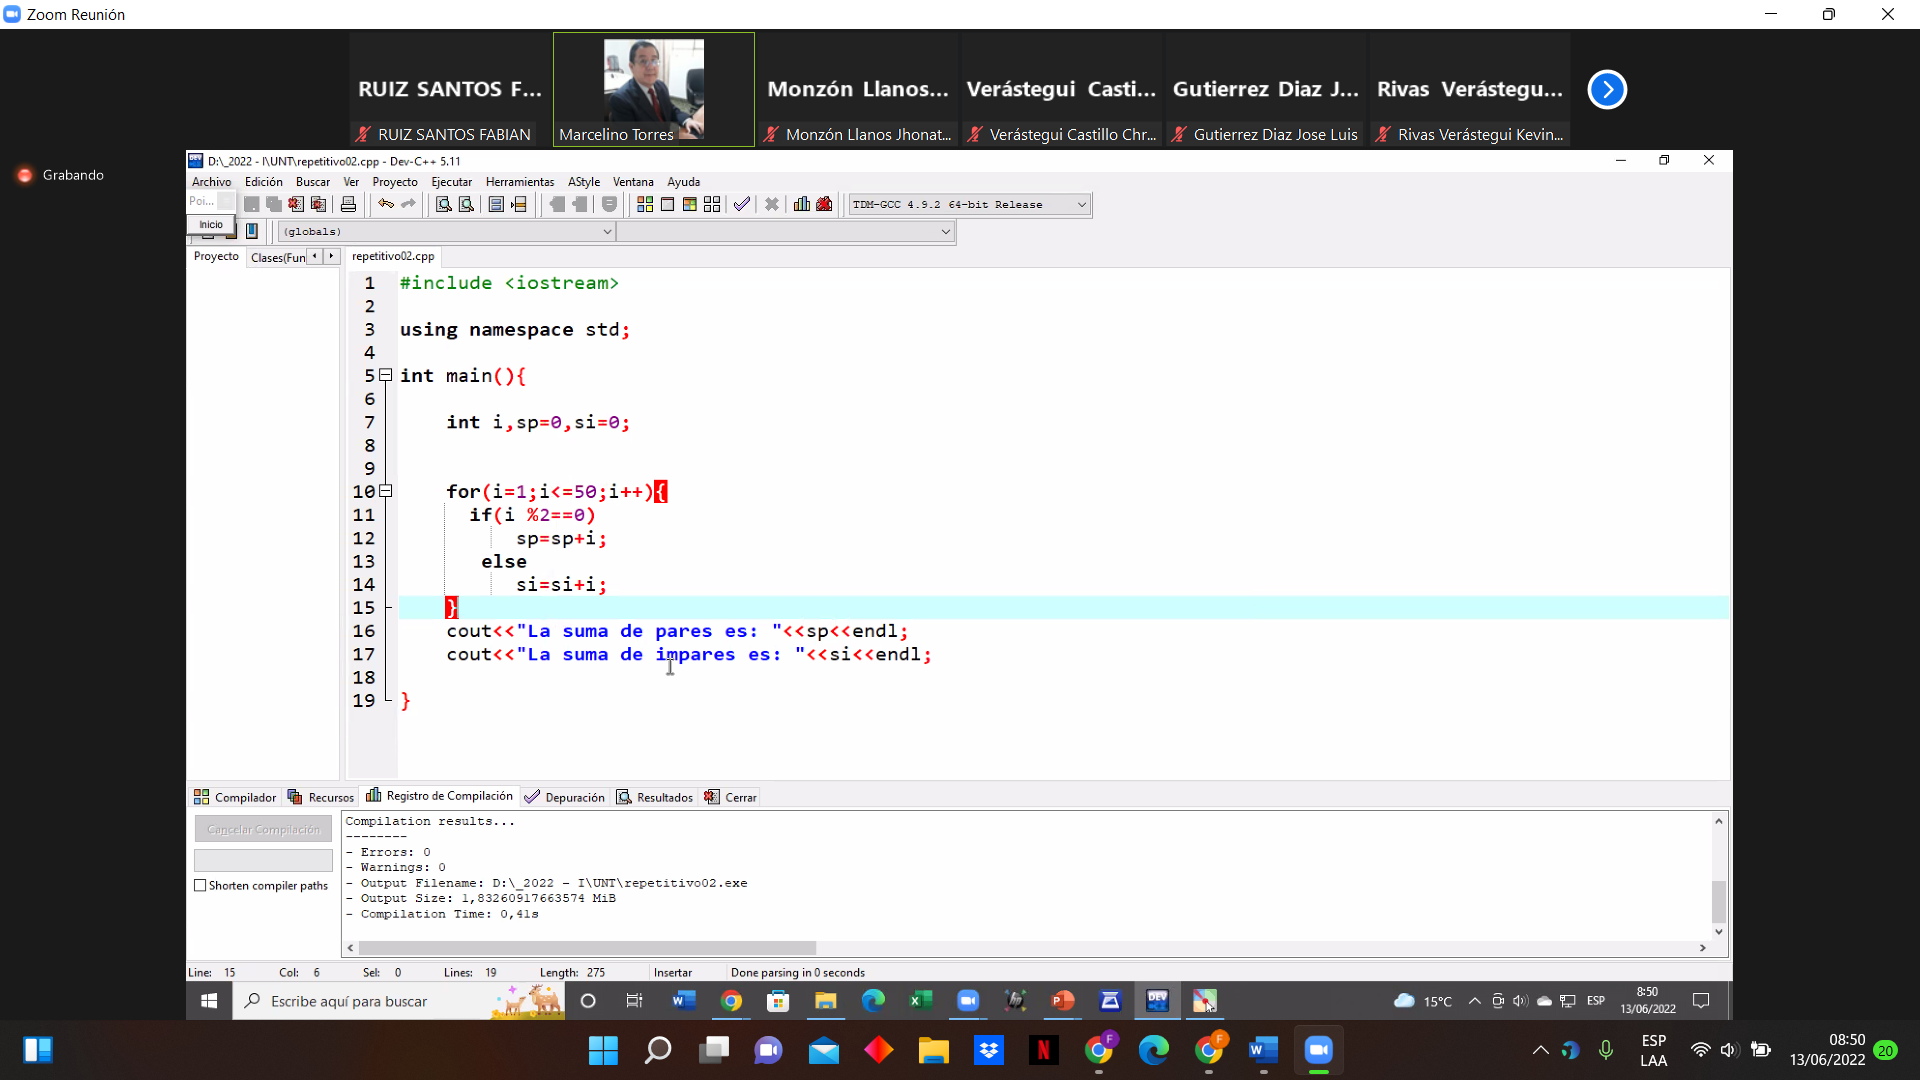 Zoom Reunión
RUIZ SANTOS F...
Monzón Llanos...
Verástegui Casti...
Gutierrez Diaz J...
Rivas Verástegu...
RUIZ SANTOS FABIAN
Marcelino Torres
Monzón Llanos Jhonat...
Verástegui Castillo Chr...
Gutierrez Diaz Jose Luis
Rivas Verástegui Kevin...
Grabando
D:\_2022 - I\UNT\repetitivo02.cpp - Dev-C++ 5.11
Archivo Edición Buscar Ver Proyecto Ejecutar Herramientas AStyle Ventana Ayuda
Poi...
TDM-GCC 4.9.2 64-bit Release
Inicio
(globals)
Proyecto Clases(Fun
repetitivo02.cpp
1 #include <iostream>
2
3 using namespace std;
4
5 int main(){
6
7 int i,sp=0,si=0;
8
9
10 for(i=1;i<=50;i++){
11 if(i %2==0)
12 sp=sp+i;
13 else
14 si=si+i;
15 }
16 cout<<"La suma de pares es: "<<sp<<endl;
17 cout<<"La suma de impares es: "<<si<<endl;
18
19 }
Compilador Recursos Registro de Compilación Depuración Resultados Cerrar
Cancelar Compilación
Shorten compiler paths
Compilation results...
--------
- Errors: 0
- Warnings: 0
- Output Filename: D:\_2022 - I\UNT\repetitivo02.exe
- Output Size: 1,83260917663574 MiB
- Compilation Time: 0,41s
Line: 15 Col: 6 Sel: 0 Lines: 19 Length: 275 Insertar Done parsing in 0 seconds
Escribe aquí para buscar
DEV
15°C
ESP
8:50
13/06/2022
ESP
LAA
08:50
13/06/2022
20